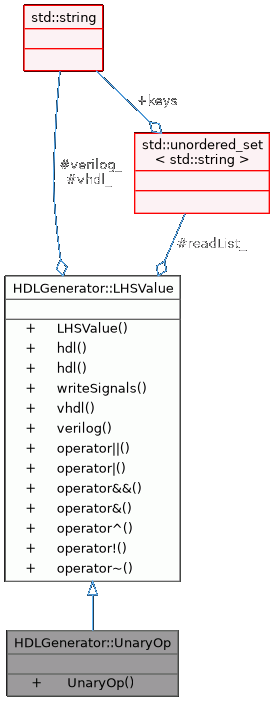 std::string
+keys
std::unordered_set
< std::string >
#verilog_
#vhdl_
#readList_
HDLGenerator::LHSValue
+ LHSValue()
+ hdl()
+ hdl()
+ writeSignals()
+ vhdl()
+ verilog()
+ operator||()
+ operator|()
+ operator&&()
+ operator&()
+ operator^()
+ operator!()
+ operator~()
HDLGenerator::UnaryOp
+ UnaryOp()